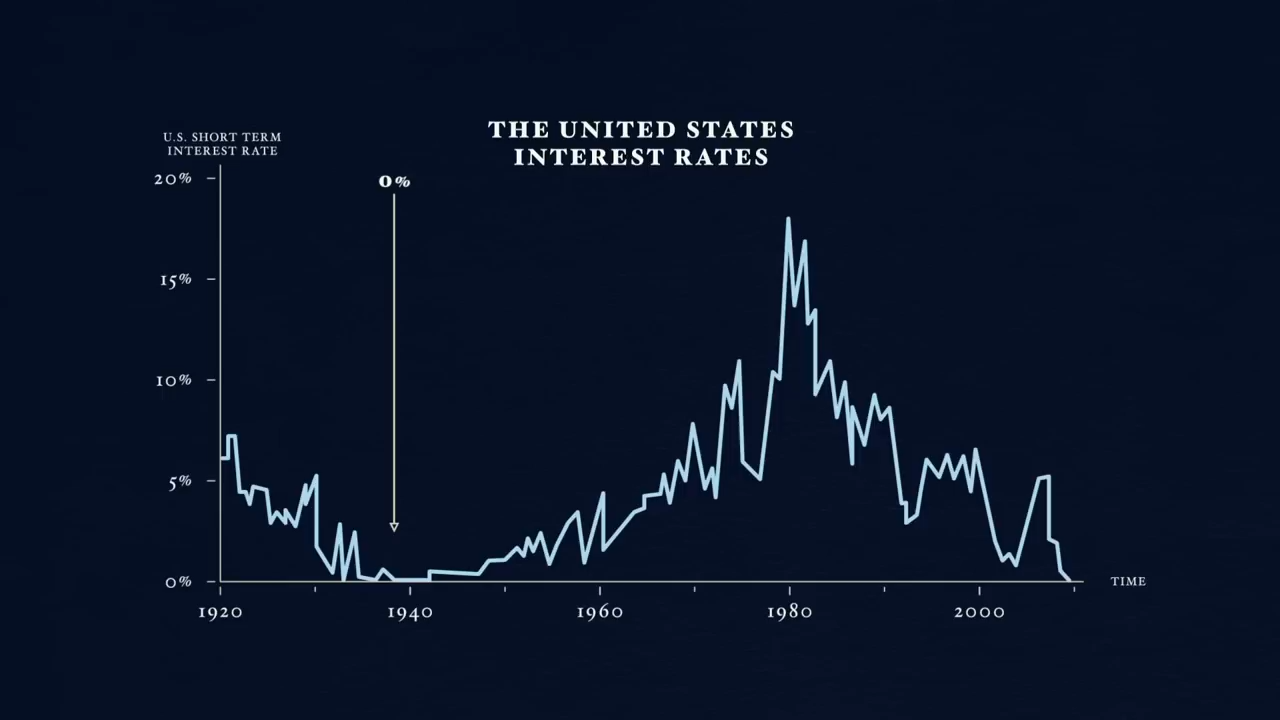 THE UNITED STATES
INTEREST RATES
U.S. SHORT TERM
INTEREST RATE
20%
0%
15%
10%
5%
0%
TIME
1920
1940
1960
1980
2000